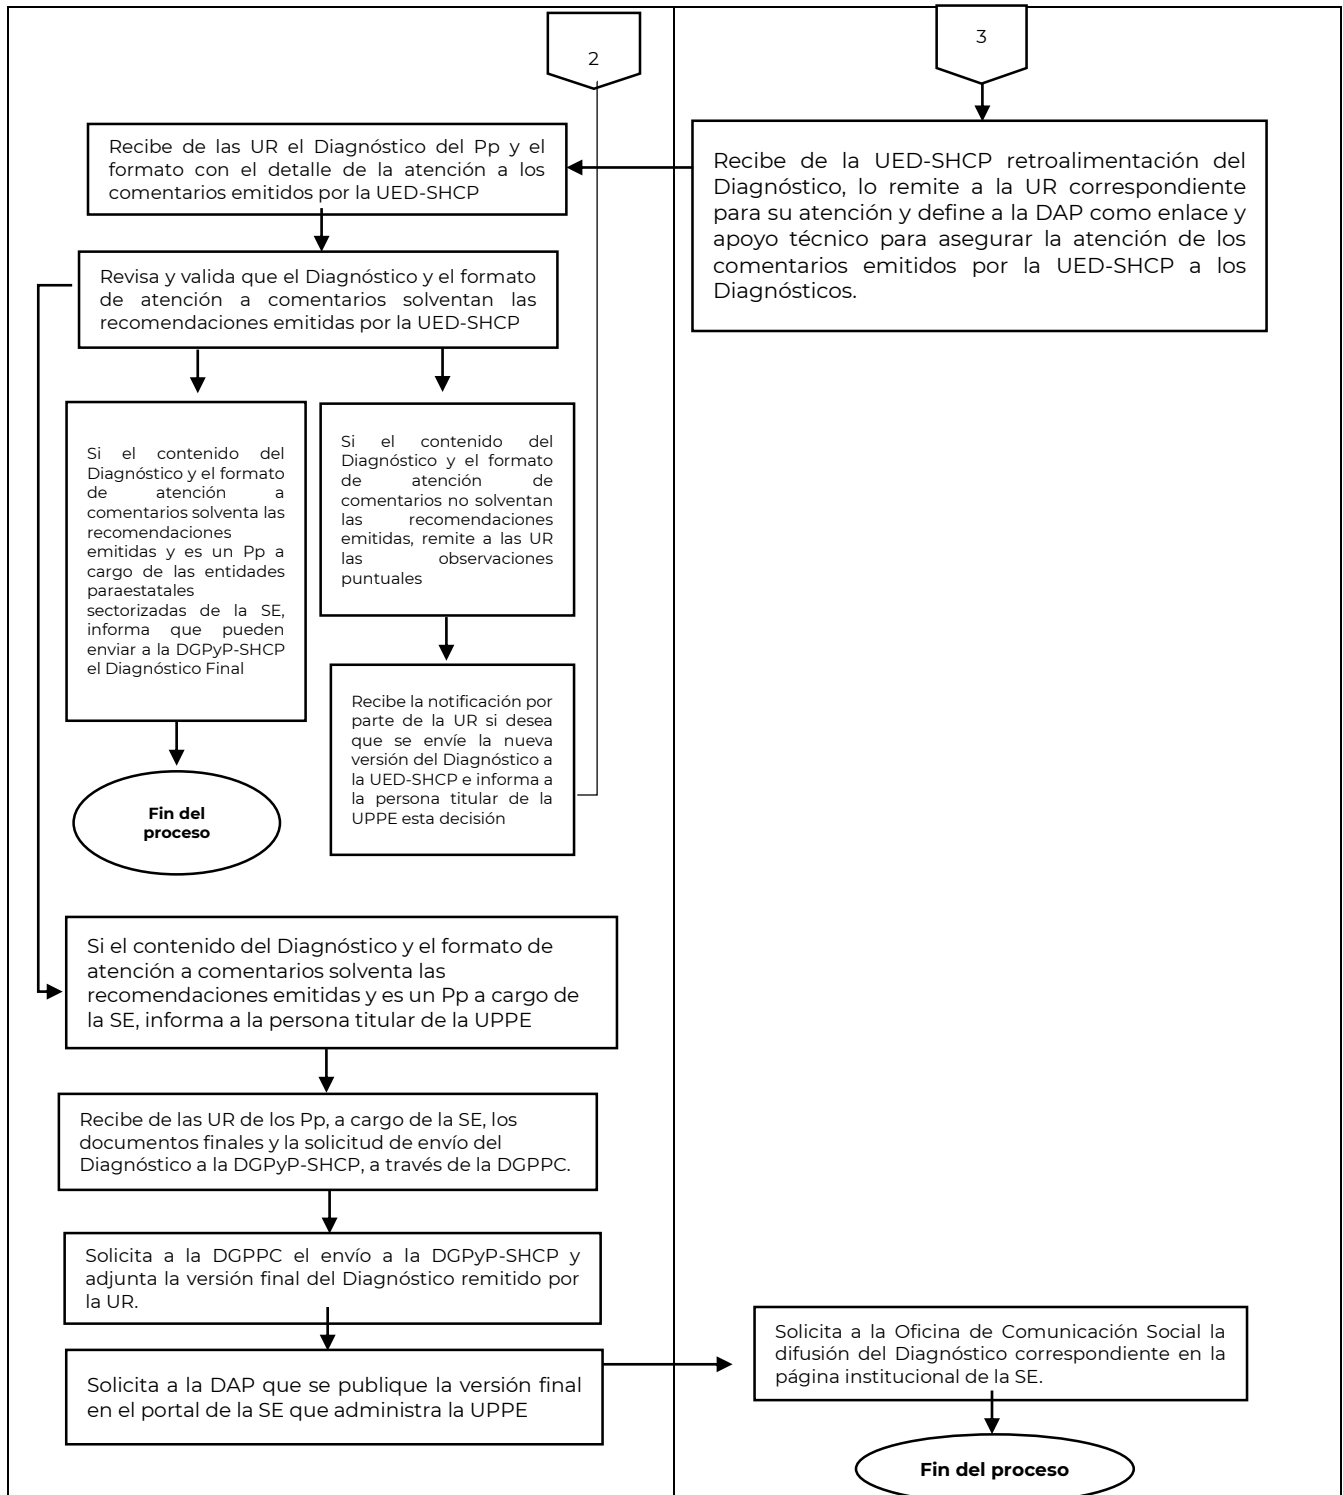 2
3
Recibe de las UR el Diagnóstico del Pp y el
formato con el detalle de la atención a los
comentarios emitidos por la UED-SHCP
Recibe de la UED-SHCP retroalimentación del
Diagnóstico, lo remite a la UR correspondiente
para su atención y define a la DAP como enlace y
apoyo técnico para asegurar la atención de los
comentarios emitidos por la UED-SHCP a los
Diagnósticos.
Revisa y valida que el Diagnóstico y el formato
de atención a comentarios solventan las
recomendaciones emitidas por la UED-SHCP
Si el contenido del
Diagnóstico y el formato
de atención a
comentarios solventa las
recomendaciones
emitidas y es un Pp a
cargo de las entidades
paraestatales
sectorizadas de la SE,
informa que pueden
enviar a la DGPyP-SHCP
el Diagnóstico Final
Si el contenido del
Diagnóstico y el formato
de atención de
comentarios no solventan
las recomendaciones
emitidas, remite a las UR
las observaciones
puntuales
Recibe la notificación por
parte de la UR si desea
que se envíe la nueva
versión del Diagnóstico a
la UED-SHCP e informa a
la persona titular de la
UPPE esta decisión
Fin del
proceso
Si el contenido del Diagnóstico y el formato de
atención a comentarios solventa las
recomendaciones emitidas y es un Pp a cargo de
la SE, informa a la persona titular de la UPPE
Recibe de las UR de los Pp, a cargo de la SE, los
documentos finales y la solicitud de envío del
Diagnóstico a la DGPyP-SHCP, a través de la DGPPC.
Solicita a la DGPPC el envío a la DGPyP-SHCP y
adjunta la versión final del Diagnóstico remitido por
la UR.
Solicita a la DAP que se publique la versión final
en el portal de la SE que administra la UPPE
Solicita a la Oficina de Comunicación Social la
difusión del Diagnóstico correspondiente en la
página institucional de la SE.
Fin del proceso